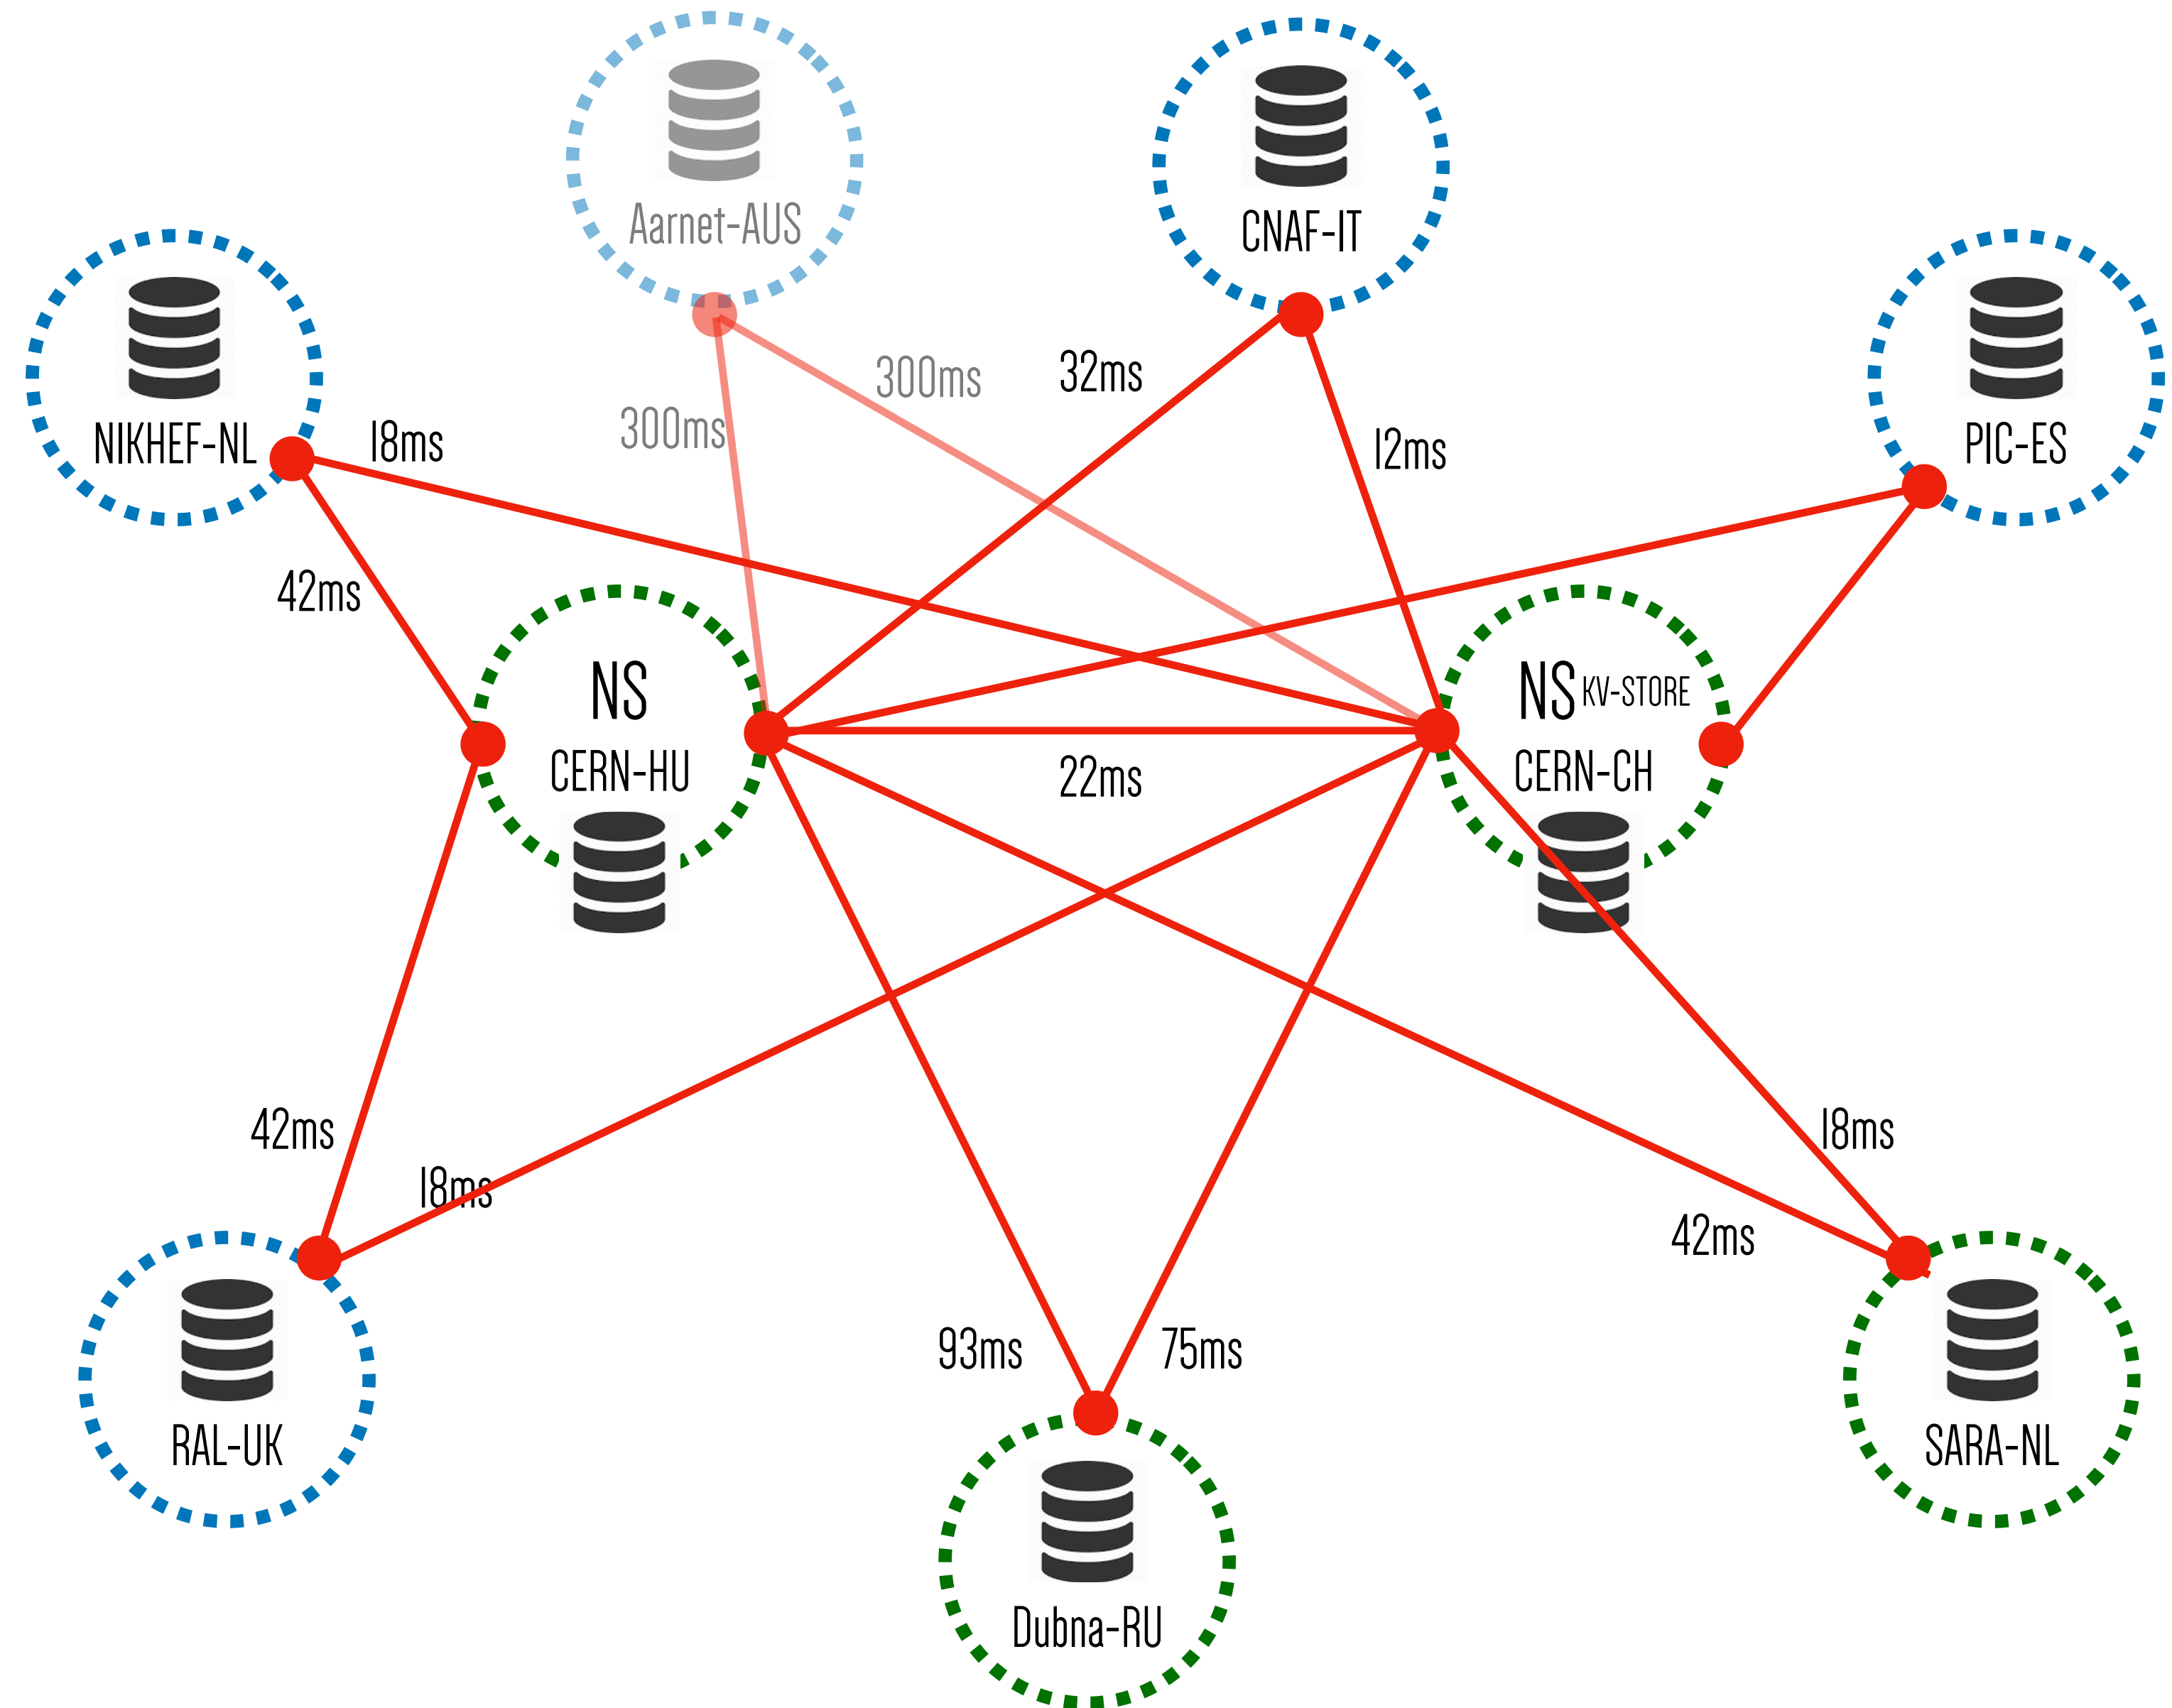 Aarnet-AUS
CNAF-IT
NIKHEF-NL
PIC-ES
300ms
32ms
300ms
18ms
12ms
42ms
NS
NS KV-STORE
CERN-HU
CERN-CH
22ms
42ms
18ms
18ms
42ms
93ms
75ms
RAL-UK
SARA-NL
Dubna-RU